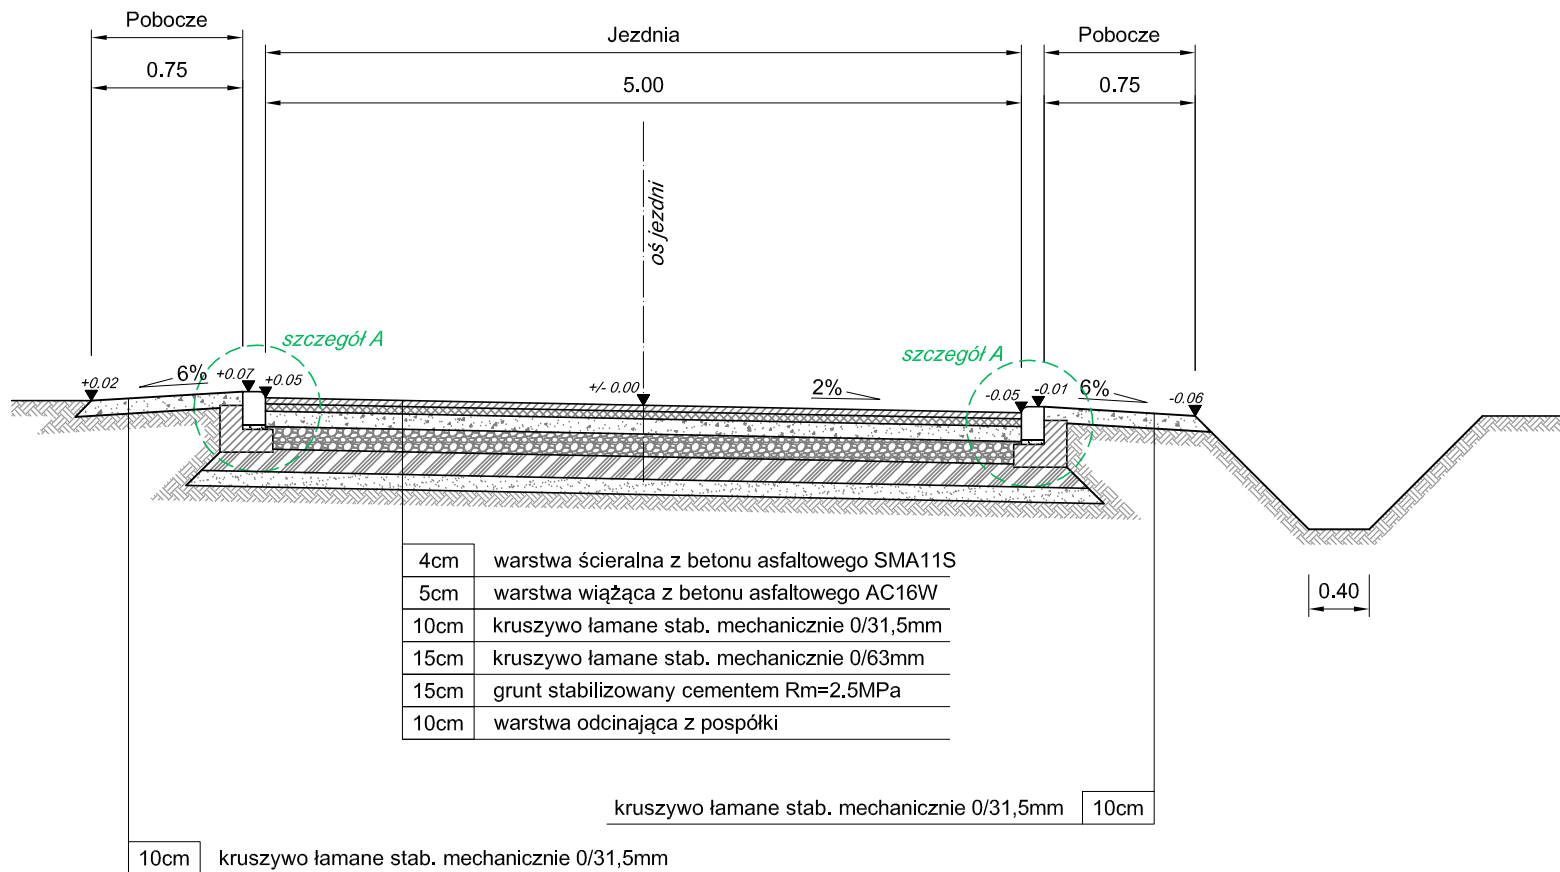 Pobocze
Jezdnia
Pobocze
0.75
5.00
0.75
oś jezdni
szczegół A
szczegół A
+0.02
6%
+0.07
+0.05
+/- 0.00
2%
-0.05
-0.01
6%
-0.06
4cm warstwa ścieralna z betonu asfaltowego SMA11S
5cm warstwa wiążąca z betonu asfaltowego AC16W
10cm kruszywo łamane stab. mechanicznie 0/31,5mm
15cm kruszywo łamane stab. mechanicznie 0/63mm
15cm grunt stabilizowany cementem Rm=2.5MPa
10cm warstwa odcinająca z pospółki
0.40
kruszywo łamane stab. mechanicznie 0/31,5mm 10cm
10cm kruszywo łamane stab. mechanicznie 0/31,5mm